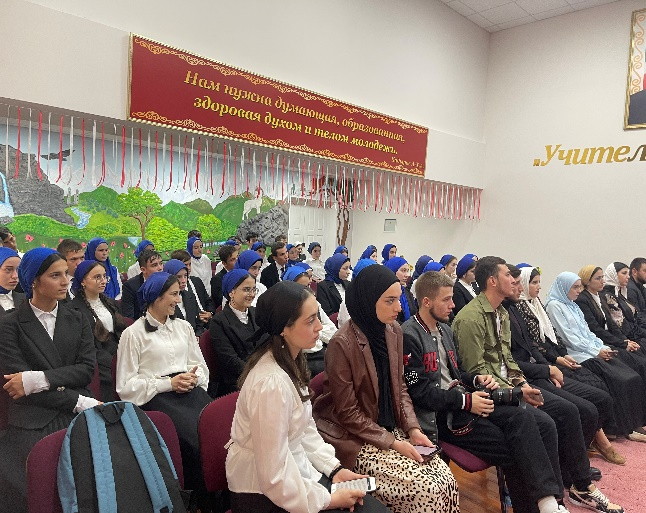 Нам нужна думающая, образованная,
здоровая духом и телом молодежь.
"Учител